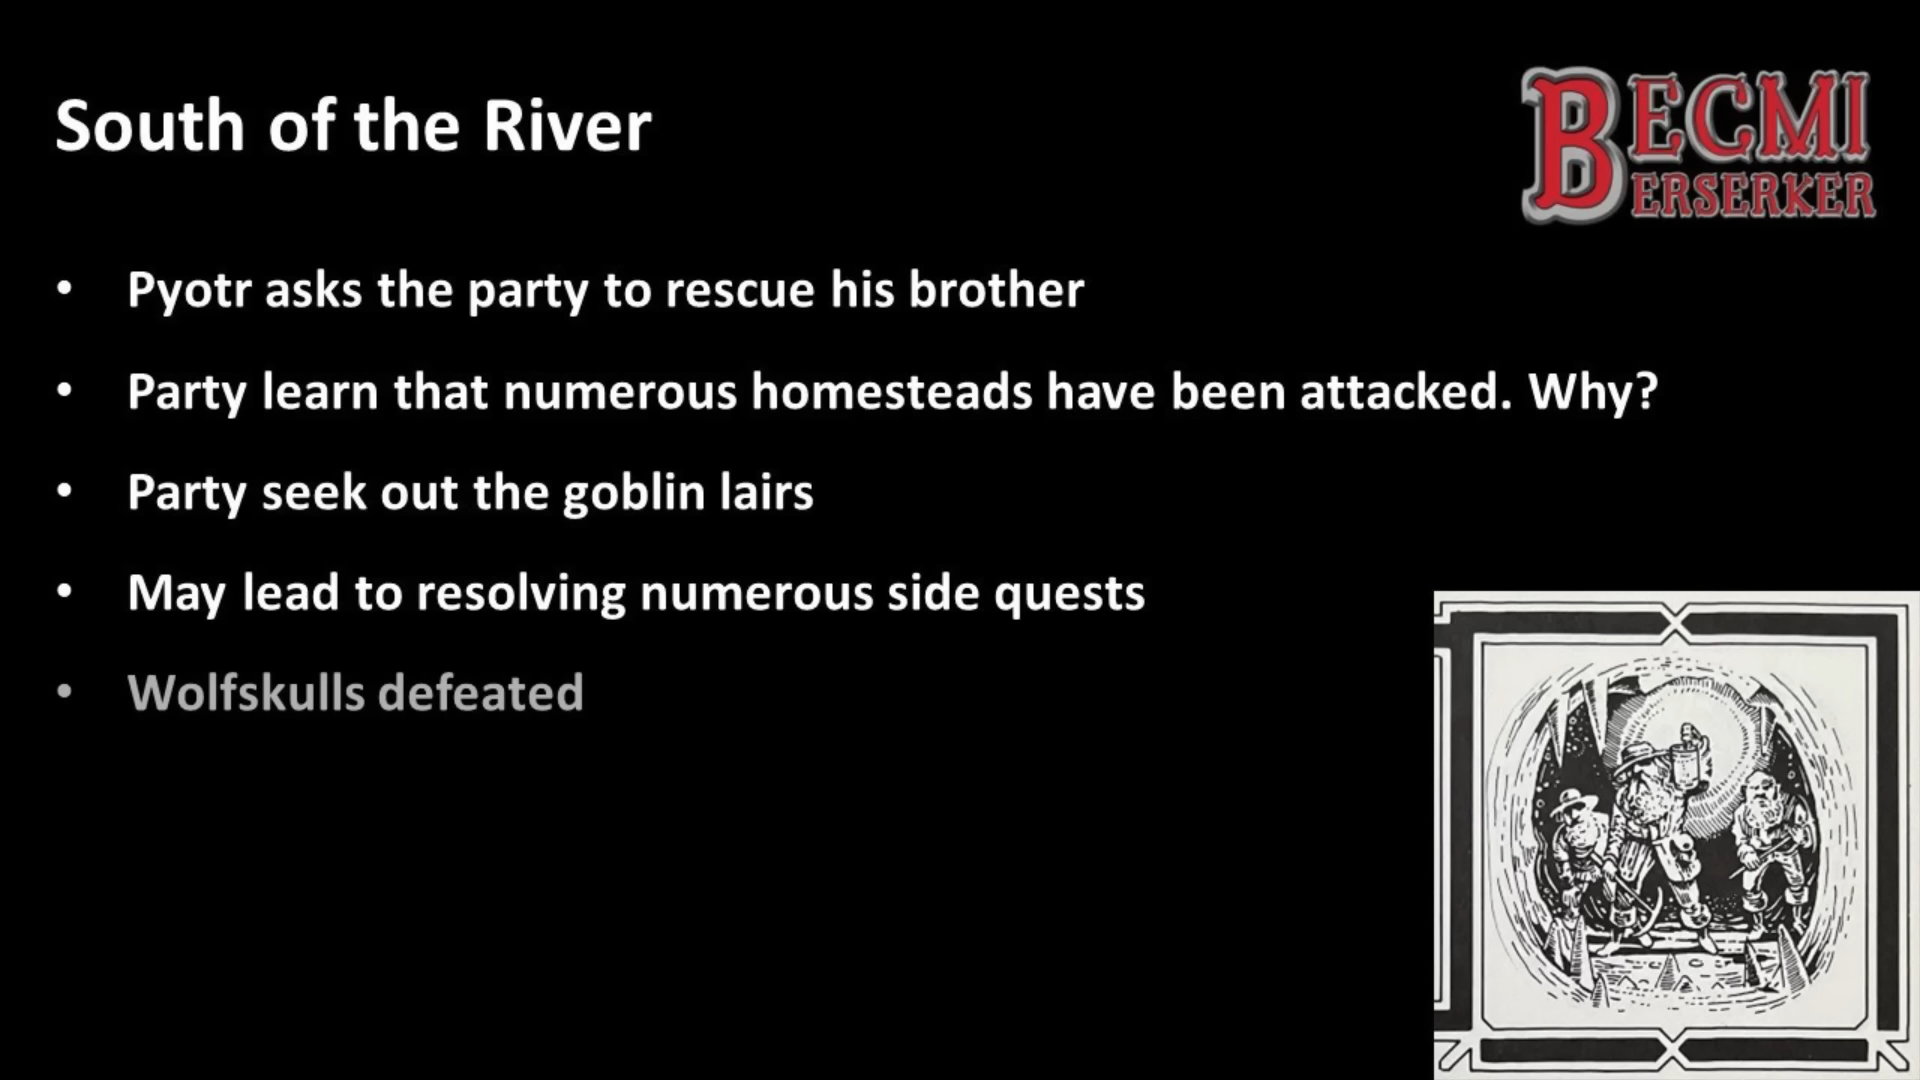 South of the River
BECMI
BERSERKER
• Pyotr asks the party to rescue his brother
• Party learn that numerous homesteads have been attacked. Why?
• Party seek out the goblin lairs
• May lead to resolving numerous side quests
• Wolfskulls defeated